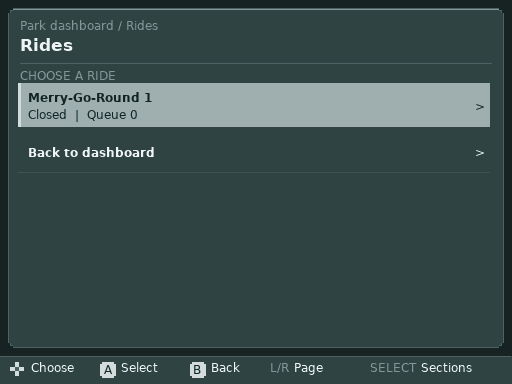 Park dashboard / Rides
Rides
CHOOSE A RIDE
Merry-Go-Round 1
Closed | Queue 0
>
Back to dashboard
>
Choose A Select B Back L/R Page SELECT Sections